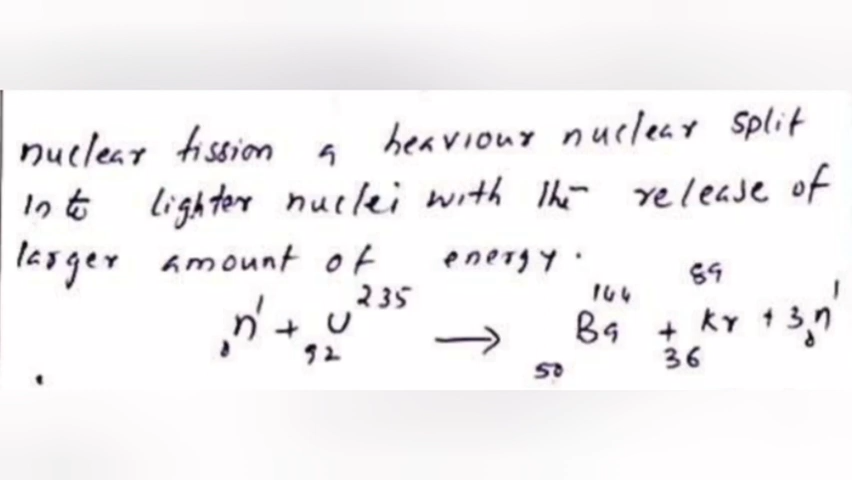 nuclear fission a heaviour nuclear split
Into lighter nuclei with the release of
larger amount of energy.
₀n¹ + ₉₂U²³⁵ ⟶ ₅₀Ba¹⁴⁴ + ₃₆Kr⁸⁹ + 3₀n¹